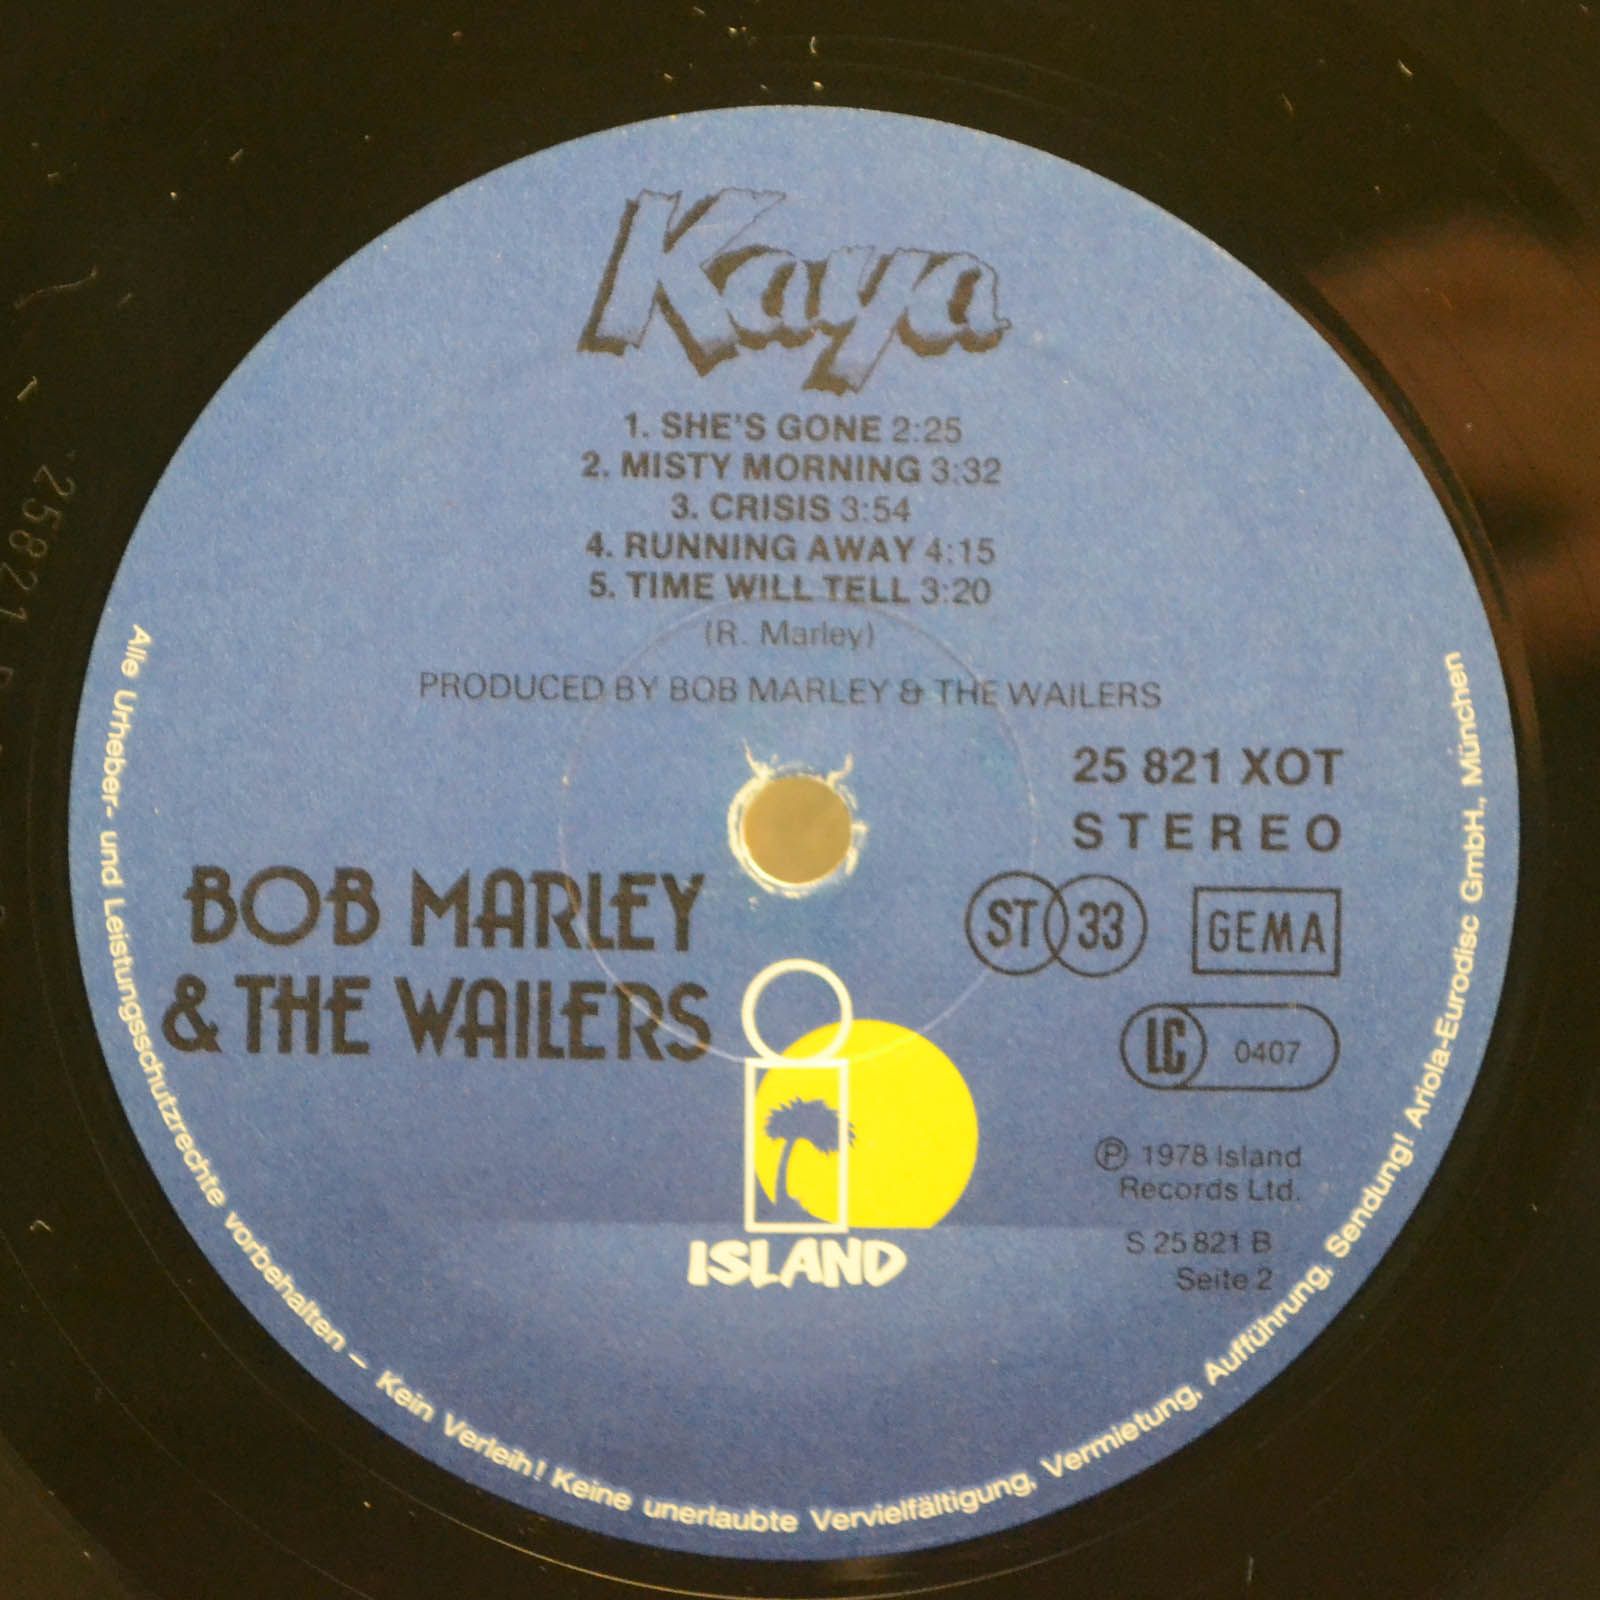 Kaya
1. SHE'S GONE 2:25
2. MISTY MORNING 3:32
3. CRISIS 3:54
4. RUNNING AWAY 4:15
5. TIME WILL TELL 3:20
(R. Marley)
PRODUCED BY BOB MARLEY & THE WAILERS
25 821 XOT
STEREO
BOB MARLEY
& THE WAILERS
ST 33
GEMA
LC 0407
℗ 1978 Island
Records Ltd.
S 25 821 B
Seite 2
ISLAND
Alle Urheber- und Leistungsschutzrechte vorbehalten – Kein Verleih! Keine unerlaubte Vervielfältigung, Vermietung, Aufführung, Sendung! Ariola-Eurodisc GmbH., München
25821